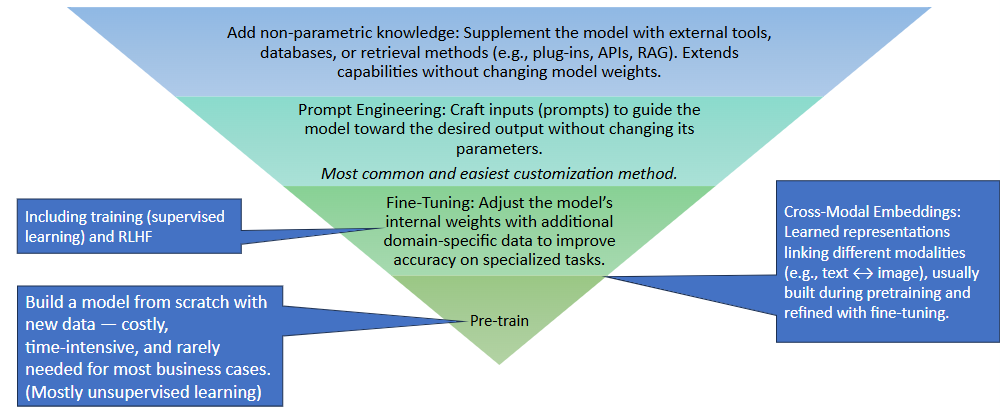 Add non-parametric knowledge: Supplement the model with external tools,
databases, or retrieval methods (e.g., plug-ins, APIs, RAG). Extends
capabilities without changing model weights.
Prompt Engineering: Craft inputs (prompts) to guide the
model toward the desired output without changing its
parameters.
Most common and easiest customization method.
Fine-Tuning: Adjust the model's
internal weights with additional
domain-specific data to improve
accuracy on specialized tasks.
Including training (supervised
learning) and RLHF
Cross-Modal Embeddings:
Learned representations
linking different modalities
(e.g., text ↔ image), usually
built during pretraining and
refined with fine-tuning.
Build a model from scratch with
new data — costly,
time-intensive, and rarely
needed for most business cases.
(Mostly unsupervised learning)
Pre-train